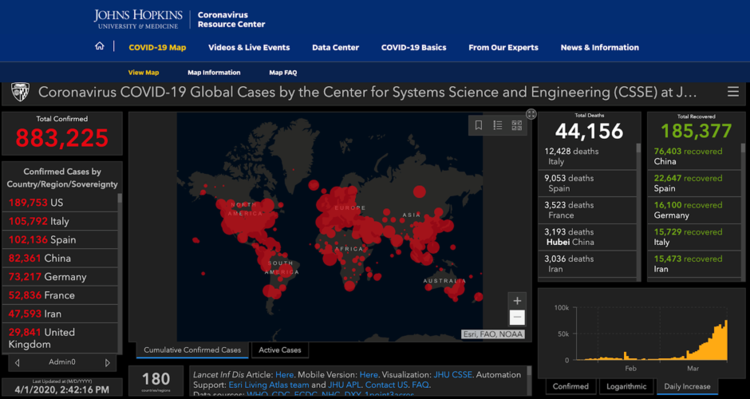 JOHNS HOPKINS
UNIVERSITY & MEDICINE
Coronavirus
Resource Center
COVID-19 Map
Videos & Live Events
Data Center
COVID-19 Basics
From Our Experts
News & Information
View Map
Map Information
Map FAQ
Coronavirus COVID-19 Global Cases by the Center for Systems Science and Engineering (CSSE) at J...
Total Confirmed
883,225
Confirmed Cases by
Country/Region/Sovereignty
189,753 US
105,792 Italy
102,136 Spain
82,361 China
73,217 Germany
52,836 France
47,593 Iran
29,841 United
Kingdom
Admin0
Last Updated at (M/D/YYYY)
4/1/2020, 2:42:16 PM
NORTH
AMERICA
EUROPE
ASIA
AFRICA
SOUTH
AMERICA
AUSTRALIA
+
−
Esri, FAO, NOAA
Cumulative Confirmed Cases
Active Cases
180
countries/regions
Lancet Inf Dis Article: Here. Mobile Version: Here. Visualization: JHU CSSE. Automation
Support: Esri Living Atlas team and JHU APL. Contact US. FAQ.
Data sources: WHO, CDC, ECDC, NHC, DXY, 1point3acres,
Total Deaths
44,156
12,428 deaths
Italy
9,053 deaths
Spain
3,523 deaths
France
3,193 deaths
Hubei China
3,036 deaths
Iran
Total Recovered
185,377
76,403 recovered
China
22,647 recovered
Spain
16,100 recovered
Germany
15,729 recovered
Italy
15,473 recovered
Iran
100k
50k
0
Feb
Mar
Confirmed
Logarithmic
Daily Increase